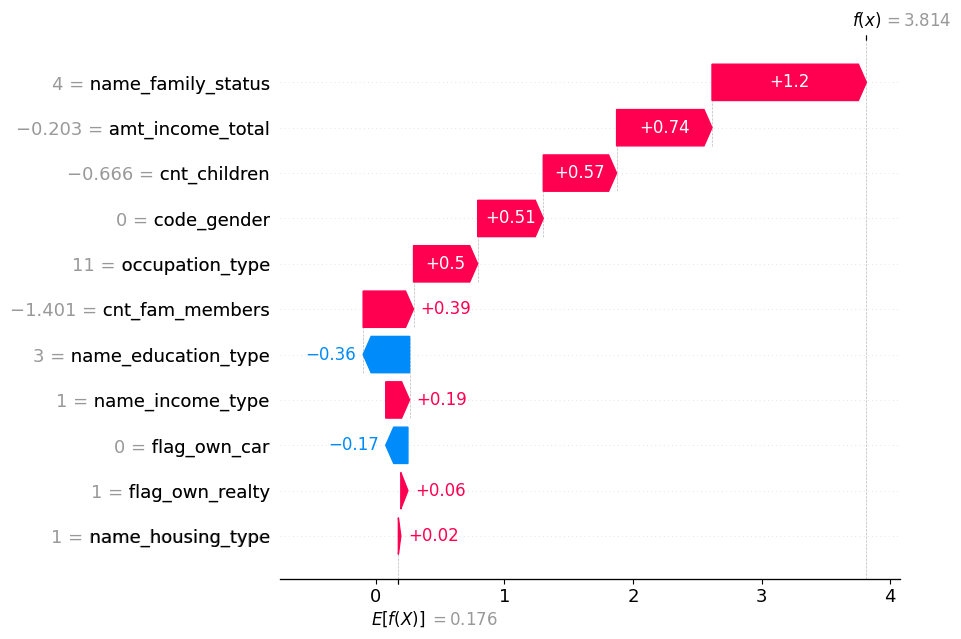 f(x) = 3.814
4 = name_family_status +1.2
−0.203 = amt_income_total +0.74
−0.666 = cnt_children +0.57
0 = code_gender +0.51
11 = occupation_type +0.5
−1.401 = cnt_fam_members +0.39
3 = name_education_type −0.36
1 = name_income_type +0.19
0 = flag_own_car −0.17
1 = flag_own_realty +0.06
1 = name_housing_type +0.02
0 1 2 3 4
E[f(X)] = 0.176